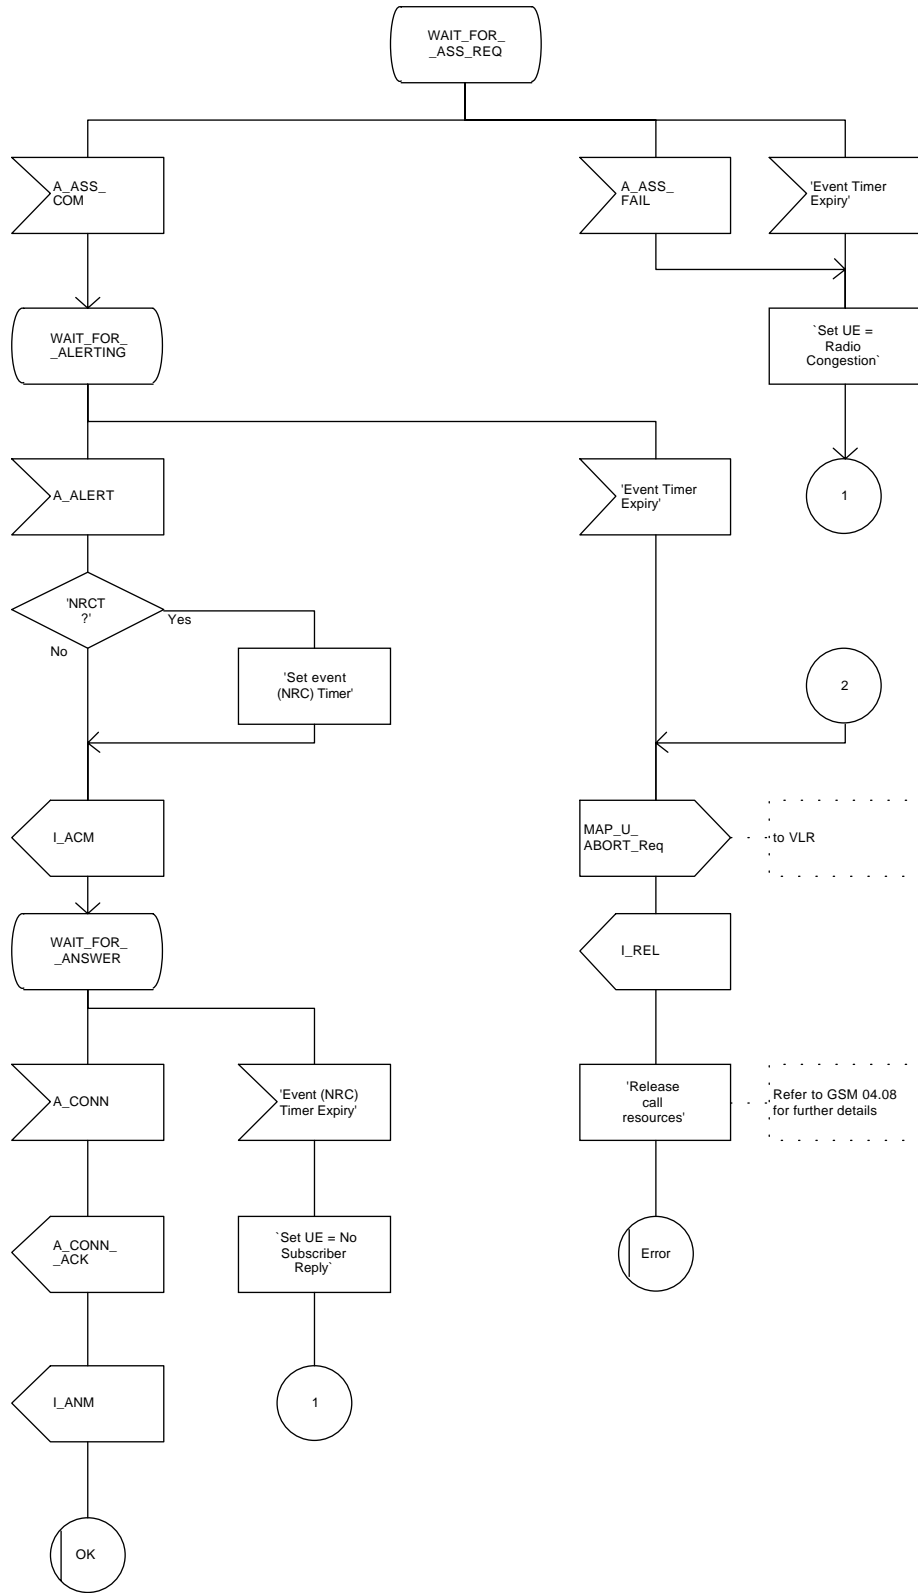 WAIT_FOR_
_ASS_REQ
A_ASS_
COM
A_ASS_
FAIL
'Event Timer
Expiry'
WAIT_FOR_
_ALERTING
`Set UE =
Radio
Congestion`
A_ALERT
'Event Timer
Expiry'
1
'NRCT
?'
Yes
No
'Set event
(NRC) Timer'
2
I_ACM
MAP_U_
ABORT_Req
to VLR
WAIT_FOR_
_ANSWER
I_REL
A_CONN
'Event (NRC)
Timer Expiry'
'Release
call
resources'
Refer to GSM 04.08
for further details
A_CONN_
_ACK
`Set UE = No
Subscriber
Reply`
Error
I_ANM
1
OK